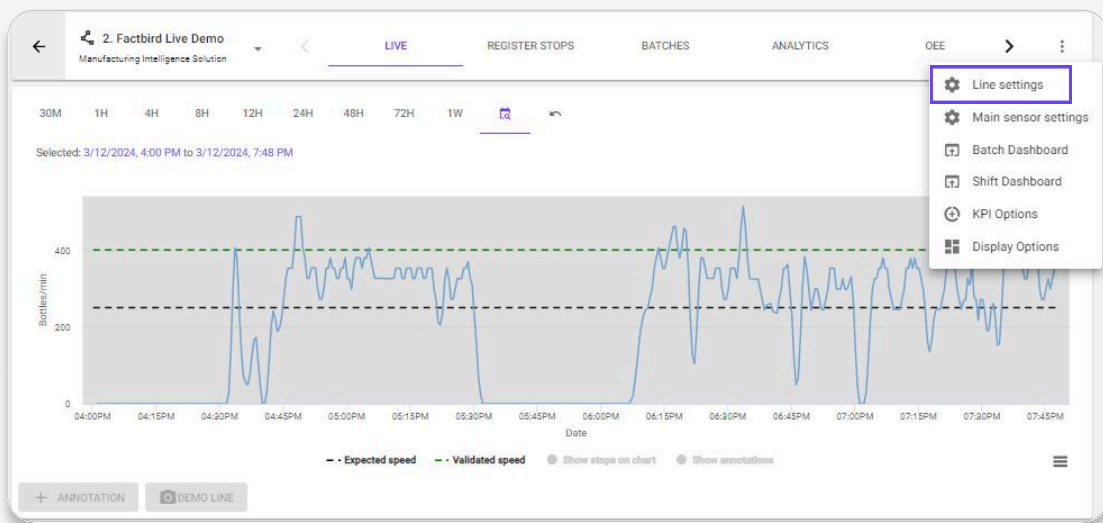 2. Factbird Live Demo
Manufacturing Intelligence Solution
LIVE
REGISTER STOPS
BATCHES
ANALYTICS
OEE
Line settings
Main sensor settings
Batch Dashboard
Shift Dashboard
KPI Options
Display Options
30M 1H 4H 8H 12H 24H 48H 72H 1W
Selected: 3/12/2024, 4:00 PM to 3/12/2024, 7:48 PM
Bottles/min
400
200
0
04:00PM 04:15PM 04:30PM 04:45PM 05:00PM 05:15PM 05:30PM 05:45PM 06:00PM 06:15PM 06:30PM 06:45PM 07:00PM 07:15PM 07:30PM 07:45PM
Date
Expected speed Validated speed Show stops on chart Show annotations
+ ANNOTATION DEMO LINE